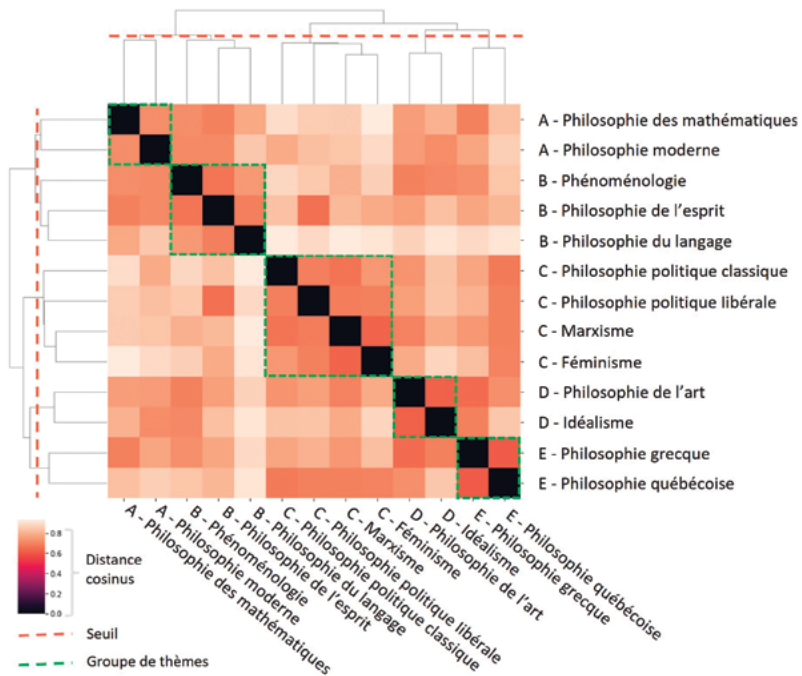 A - Philosophie des mathématiques
A - Philosophie moderne
B - Phénoménologie
B - Philosophie de l'esprit
B - Philosophie du langage
C - Philosophie politique classique
C - Philosophie politique libérale
C - Marxisme
C - Féminisme
D - Philosophie de l'art
D - Idéalisme
E - Philosophie grecque
E - Philosophie québécoise
A - Philosophie des mathématiques
A - Philosophie moderne
B - Phénoménologie
B - Philosophie de l'esprit
B - Philosophie du langage
C - Philosophie politique classique
C - Philosophie politique libérale
C - Marxisme
C - Féminisme
D - Philosophie de l'art
D - Idéalisme
E - Philosophie grecque
E - Philosophie québécoise
0.8
0.6
0.4
0.2
0.0
Distance
cosinus
Seuil
Groupe de thèmes